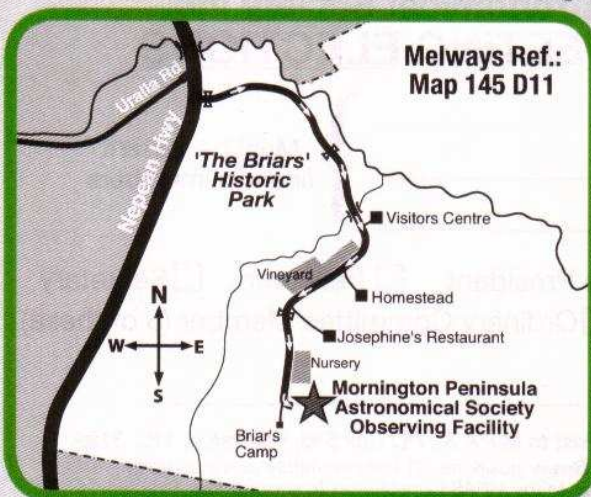 Melways Ref.:
Map 145 D11
Uralla Rd
Nepean Hwy
'The Briars'
Historic
Park
Visitors Centre
Vineyard
Homestead
Josephine's Restaurant
Nursery
N
W
E
S
Mornington Peninsula
Astronomical Society
Observing Facility
Briar's
Camp